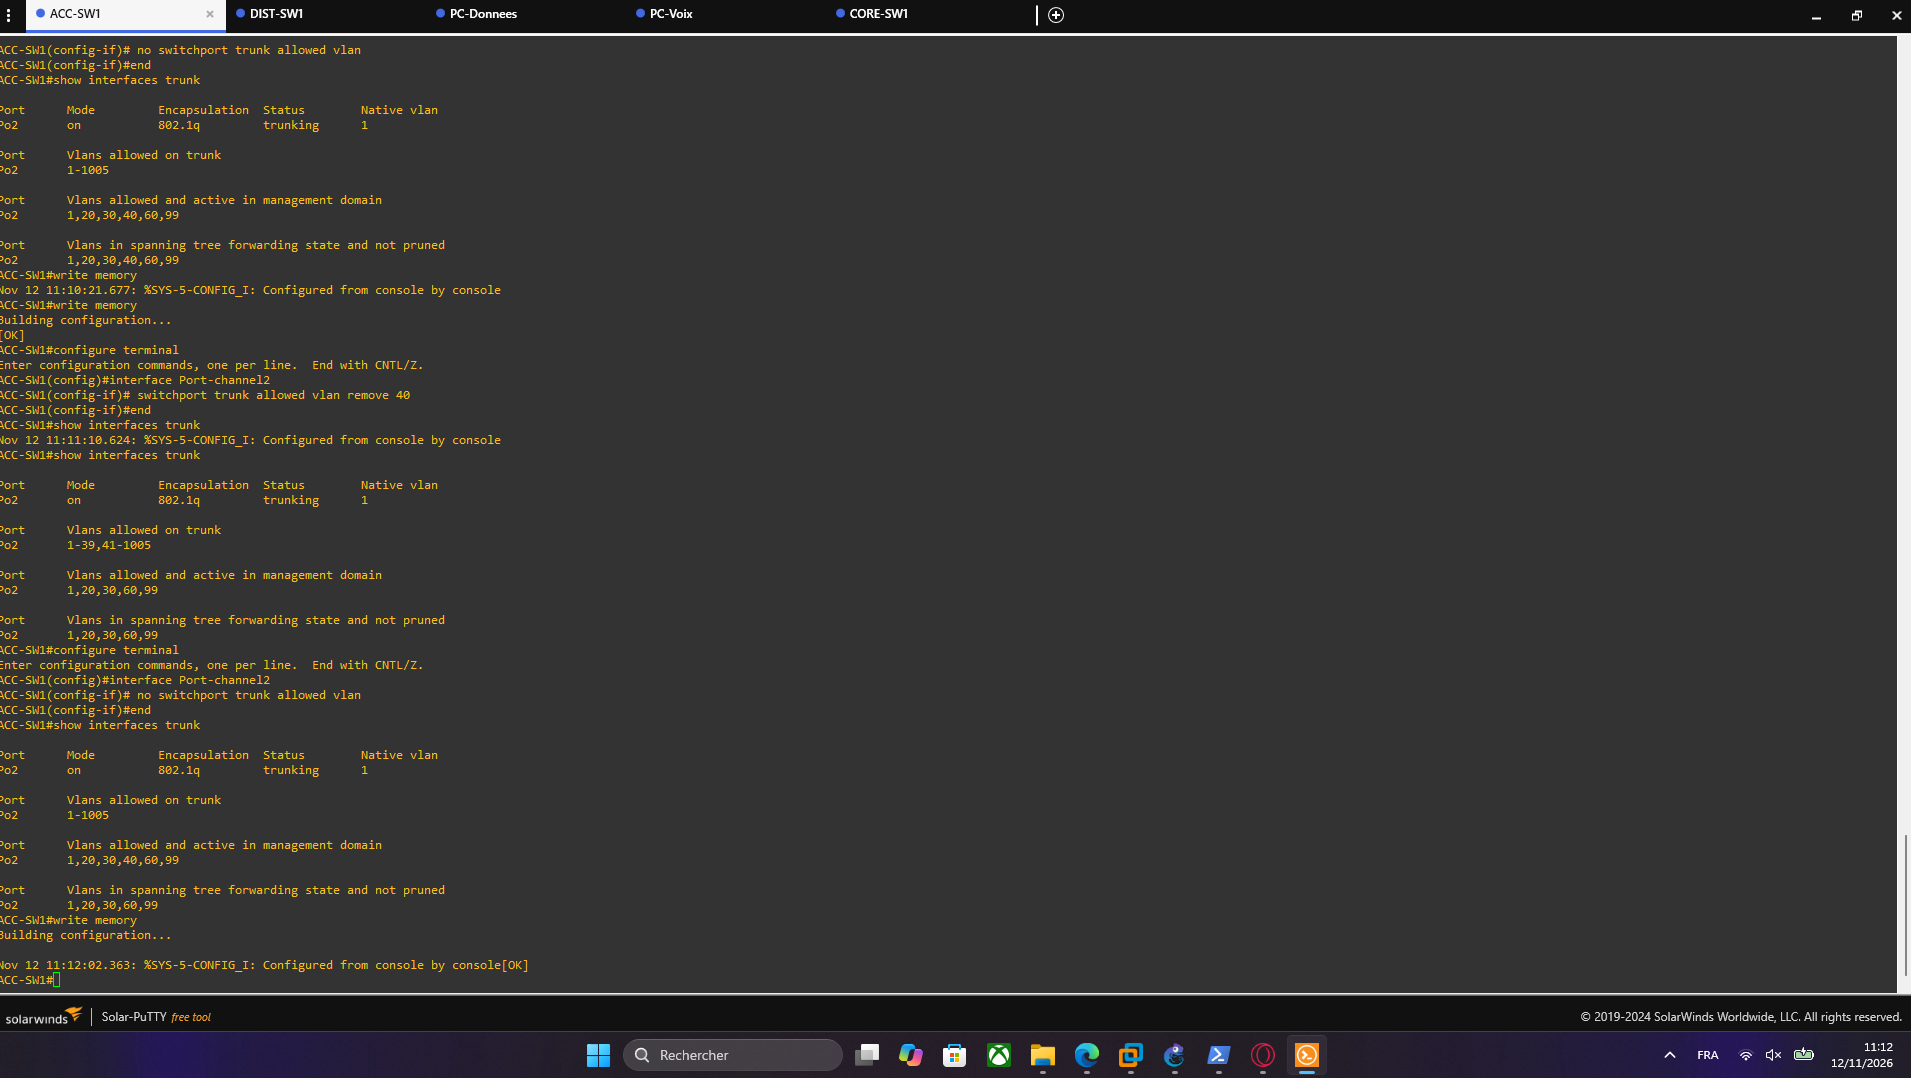 ACC-SW1
DIST-SW1
PC-Donnees
PC-Voix
CORE-SW1
ACC-SW1(config-if)# no switchport trunk allowed vlan
ACC-SW1(config-if)#end
ACC-SW1#show interfaces trunk
Port Mode Encapsulation Status Native vlan
Po2 on 802.1q trunking 1
Port Vlans allowed on trunk
Po2 1-1005
Port Vlans allowed and active in management domain
Po2 1,20,30,40,60,99
Port Vlans in spanning tree forwarding state and not pruned
Po2 1,20,30,40,60,99
ACC-SW1#write memory
Nov 12 11:10:21.677: %SYS-5-CONFIG_I: Configured from console by console
ACC-SW1#write memory
Building configuration...
[OK]
ACC-SW1#configure terminal
Enter configuration commands, one per line. End with CNTL/Z.
ACC-SW1(config)#interface Port-channel2
ACC-SW1(config-if)# switchport trunk allowed vlan remove 40
ACC-SW1(config-if)#end
ACC-SW1#show interfaces trunk
Nov 12 11:11:10.624: %SYS-5-CONFIG_I: Configured from console by console
ACC-SW1#show interfaces trunk
Port Mode Encapsulation Status Native vlan
Po2 on 802.1q trunking 1
Port Vlans allowed on trunk
Po2 1-39,41-1005
Port Vlans allowed and active in management domain
Po2 1,20,30,60,99
Port Vlans in spanning tree forwarding state and not pruned
Po2 1,20,30,60,99
ACC-SW1#configure terminal
Enter configuration commands, one per line. End with CNTL/Z.
ACC-SW1(config)#interface Port-channel2
ACC-SW1(config-if)# no switchport trunk allowed vlan
ACC-SW1(config-if)#end
ACC-SW1#show interfaces trunk
Port Mode Encapsulation Status Native vlan
Po2 on 802.1q trunking 1
Port Vlans allowed on trunk
Po2 1-1005
Port Vlans allowed and active in management domain
Po2 1,20,30,40,60,99
Port Vlans in spanning tree forwarding state and not pruned
Po2 1,20,30,60,99
ACC-SW1#write memory
Building configuration...
Nov 12 11:12:02.363: %SYS-5-CONFIG_I: Configured from console by console[OK]
ACC-SW1#
solarwinds Solar-PuTTY free tool
© 2019-2024 SolarWinds Worldwide, LLC. All rights reserved.
Rechercher
FRA
11:12
12/11/2026